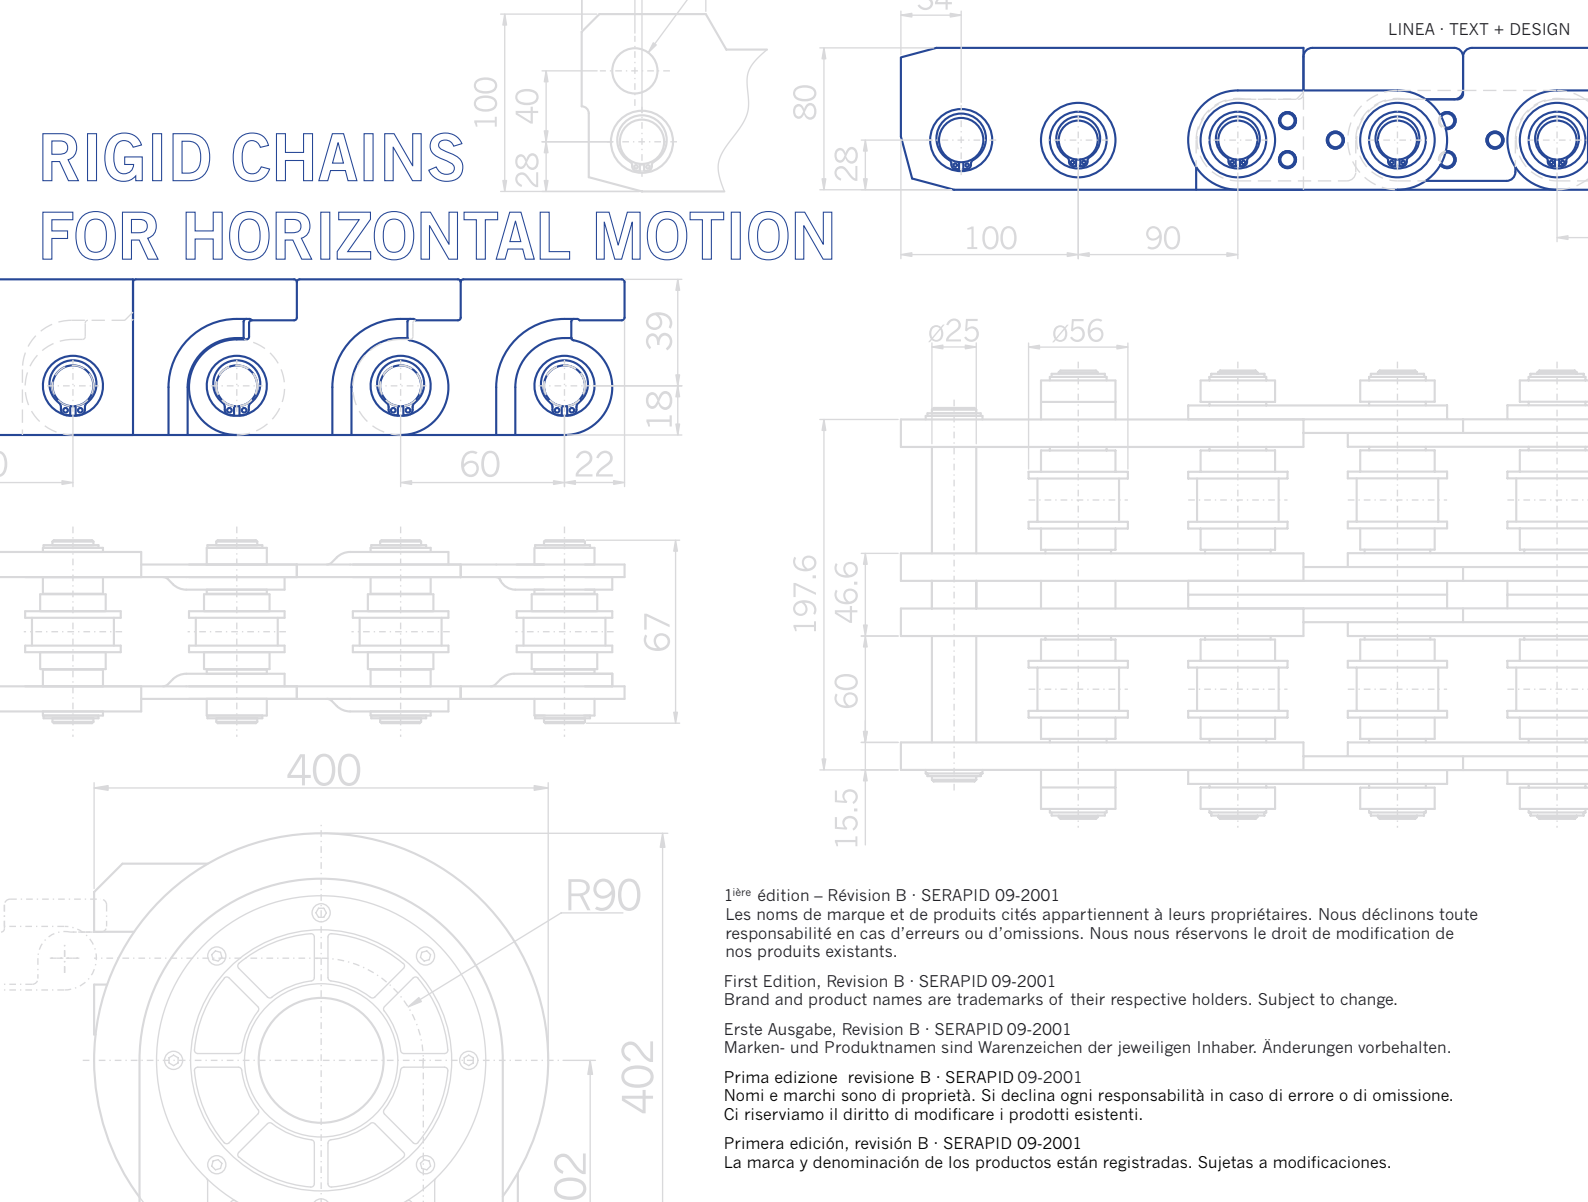 34
LINEA · TEXT + DESIGN
100
40
28
80
28
RIGID CHAINS
FOR HORIZONTAL MOTION
100
90
39
18
60
22
ø25
ø56
67
197.6
46.6
60
15.5
400
R90
402
02
1ière édition – Révision B · SERAPID 09-2001
Les noms de marque et de produits cités appartiennent à leurs propriétaires. Nous déclinons toute
responsabilité en cas d'erreurs ou d'omissions. Nous nous réservons le droit de modification de
nos produits existants.
First Edition, Revision B · SERAPID 09-2001
Brand and product names are trademarks of their respective holders. Subject to change.
Erste Ausgabe, Revision B · SERAPID 09-2001
Marken- und Produktnamen sind Warenzeichen der jeweiligen Inhaber. Änderungen vorbehalten.
Prima edizione revisione B · SERAPID 09-2001
Nomi e marchi sono di proprietà. Si declina ogni responsabilità in caso di errore o di omissione.
Ci riserviamo il diritto di modificare i prodotti esistenti.
Primera edición, revisión B · SERAPID 09-2001
La marca y denominación de los productos están registradas. Sujetas a modificaciones.